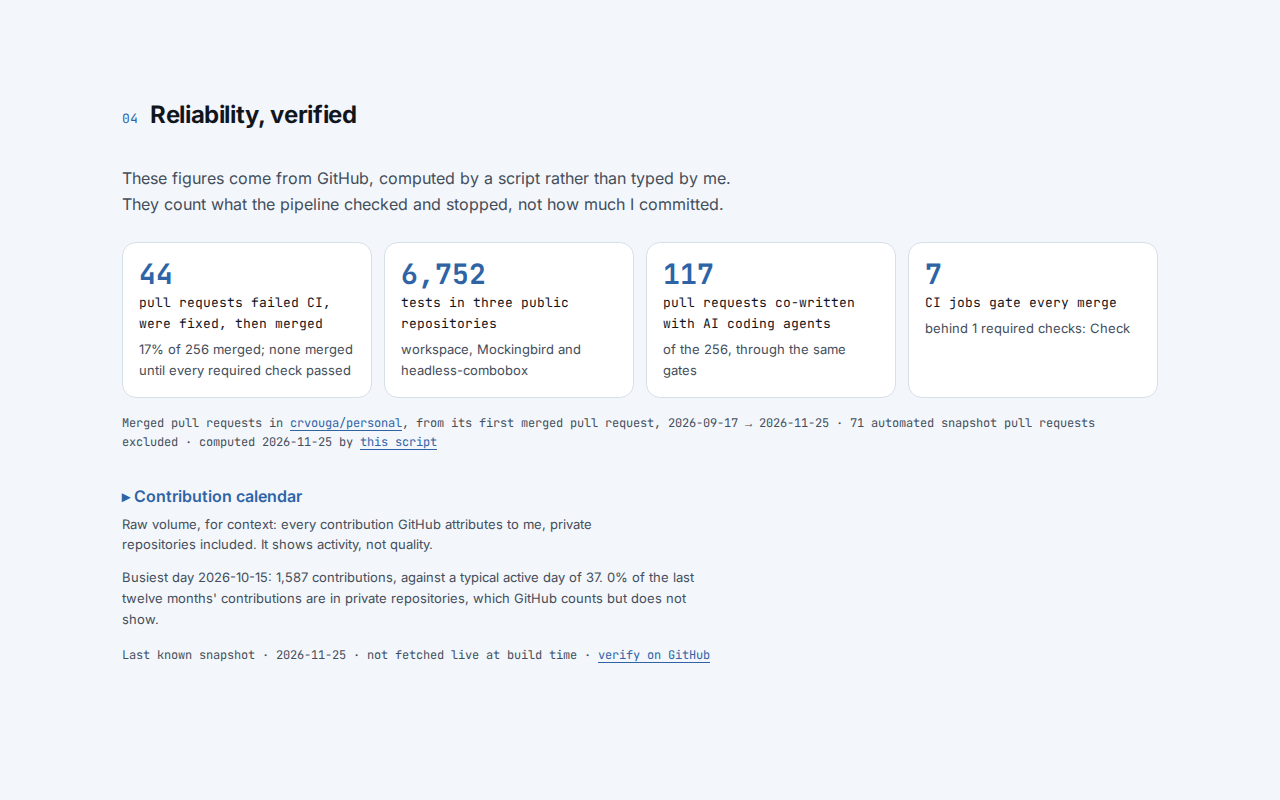 04 Reliability, verified
These figures come from GitHub, computed by a script rather than typed by me.
They count what the pipeline checked and stopped, not how much I committed.
44
pull requests failed CI,
were fixed, then merged
17% of 256 merged; none merged
until every required check passed
6,752
tests in three public
repositories
workspace, Mockingbird and
headless-combobox
117
pull requests co-written
with AI coding agents
of the 256, through the same
gates
7
CI jobs gate every merge
behind 1 required checks: Check
Merged pull requests in crvouga/personal, from its first merged pull request, 2026-09-17 → 2026-11-25 · 71 automated snapshot pull requests
excluded · computed 2026-11-25 by this script
▸ Contribution calendar
Raw volume, for context: every contribution GitHub attributes to me, private
repositories included. It shows activity, not quality.
Busiest day 2026-10-15: 1,587 contributions, against a typical active day of 37. 0% of the last
twelve months' contributions are in private repositories, which GitHub counts but does not
show.
Last known snapshot · 2026-11-25 · not fetched live at build time · verify on GitHub